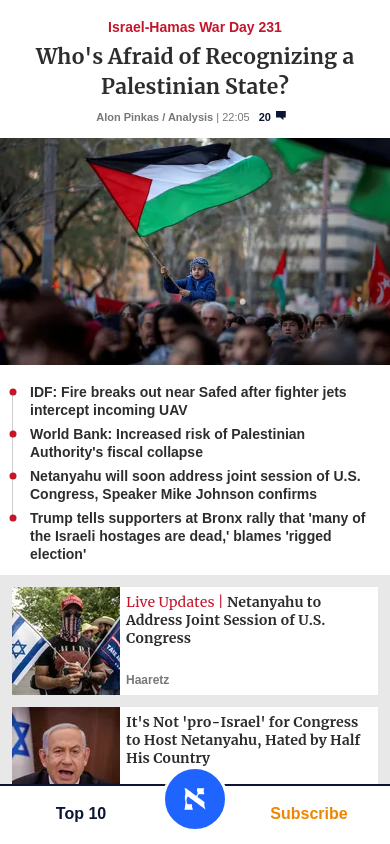 Israel-Hamas War Day 231
Who's Afraid of Recognizing a
Palestinian State?
Alon Pinkas / Analysis | 22:05 20
IDF: Fire breaks out near Safed after fighter jets
intercept incoming UAV
World Bank: Increased risk of Palestinian
Authority's fiscal collapse
Netanyahu will soon address joint session of U.S.
Congress, Speaker Mike Johnson confirms
Trump tells supporters at Bronx rally that 'many of
the Israeli hostages are dead,' blames 'rigged
election'
Live Updates | Netanyahu to
Address Joint Session of U.S.
Congress
Haaretz
It's Not 'pro-Israel' for Congress
to Host Netanyahu, Hated by Half
His Country
Top 10
Subscribe